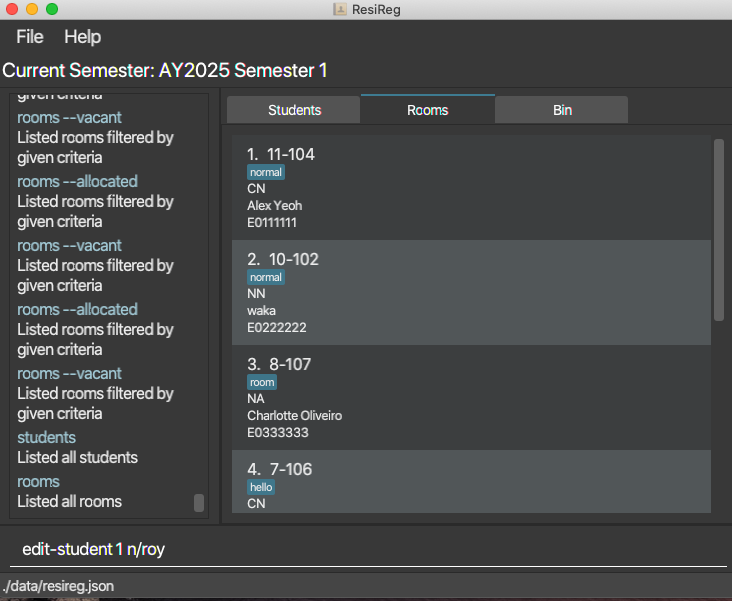 ResiReg
File Help
Current Semester: AY2025 Semester 1
given criteria
rooms --vacant
Listed rooms filtered by
given criteria
rooms --allocated
Listed rooms filtered by
given criteria
rooms --vacant
Listed rooms filtered by
given criteria
rooms --allocated
Listed rooms filtered by
given criteria
rooms --vacant
Listed rooms filtered by
given criteria
students
Listed all students
rooms
Listed all rooms
Students Rooms Bin
1. 11-104
normal
CN
Alex Yeoh
E0111111
2. 10-102
normal
NN
waka
E0222222
3. 8-107
room
NA
Charlotte Oliveiro
E0333333
4. 7-106
hello
CN
edit-student 1 n/roy
./data/resireg.json